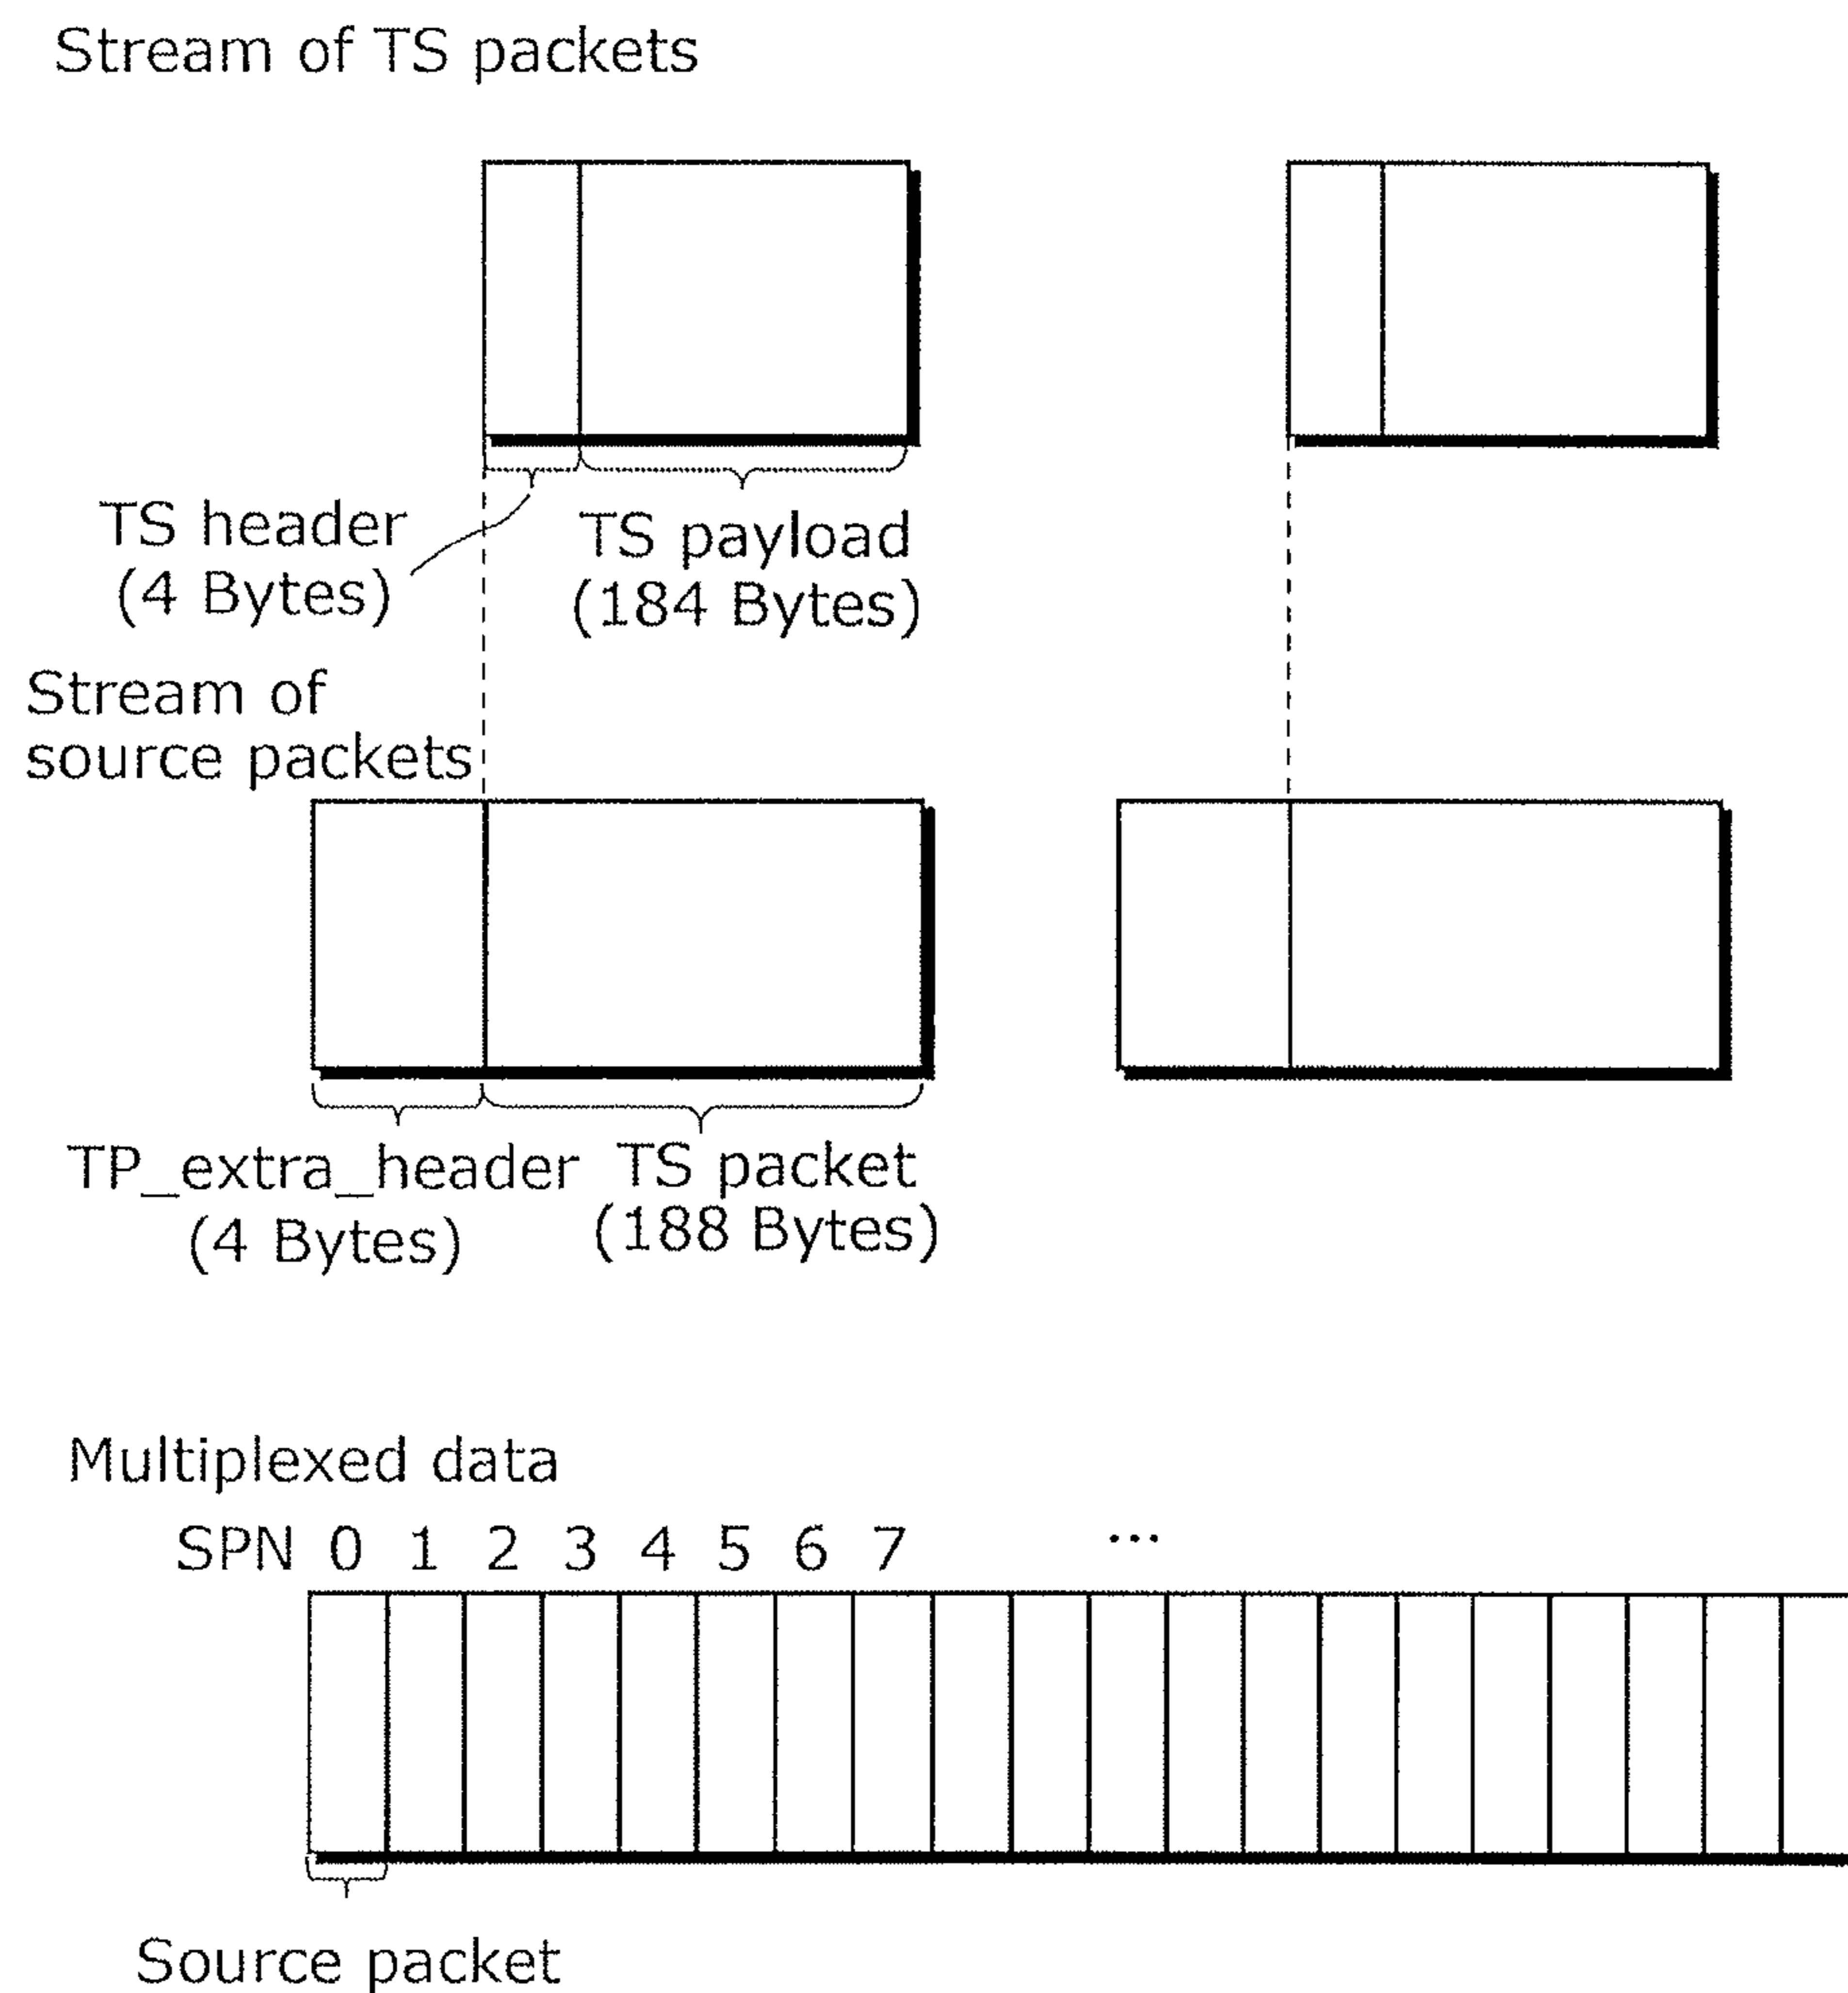 Stream of TS packets
TS header
(4 Bytes)
TS payload
(184 Bytes)
Stream of
source packets
TP_extra_header
(4 Bytes)
TS packet
(188 Bytes)
Multiplexed data
SPN 0 1 2 3 4 5 6 7 ...
Source packet